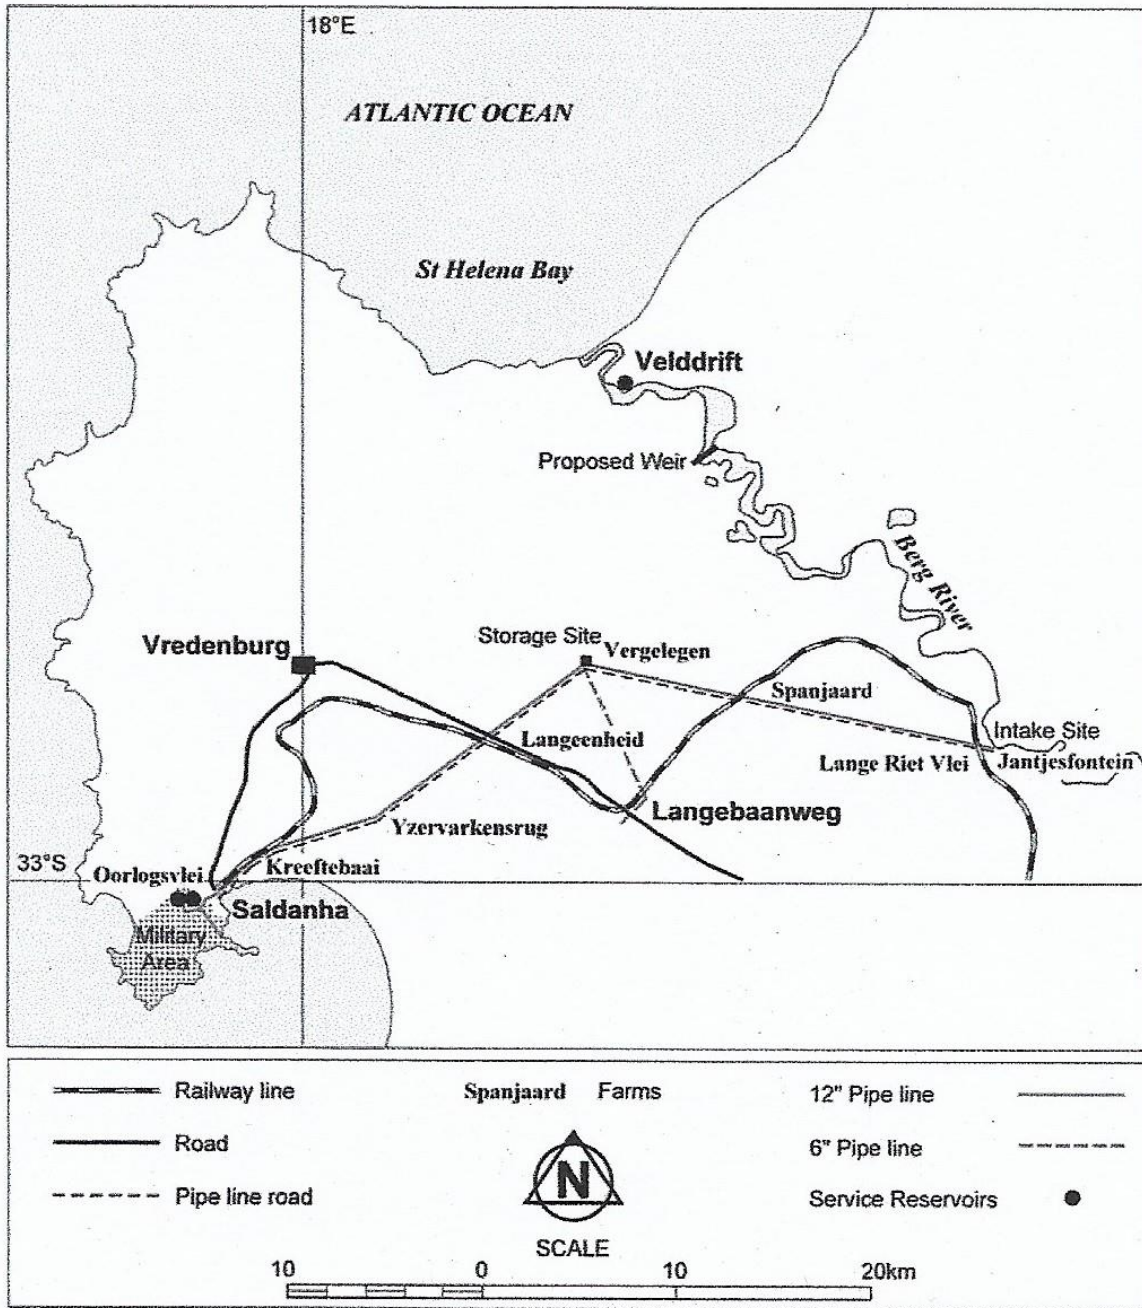 18°E
ATLANTIC OCEAN
St Helena Bay
Velddrift
Proposed Weir
Berg River
Storage Site
Vredenburg
Vergelegen
Spanjaard
Intake Site
Langeenheid
Lange Riet Vlei
Jantjesfontein
Langebaanweg
Yzervarkensrug
33°S
Oorlogsvlei
Kreeftebaai
Saldanha
Military
Area
Railway line
Spanjaard Farms
12" Pipe line
Road
6" Pipe line
N
Pipe line road
Service Reservoirs
SCALE
10 0 10 20km